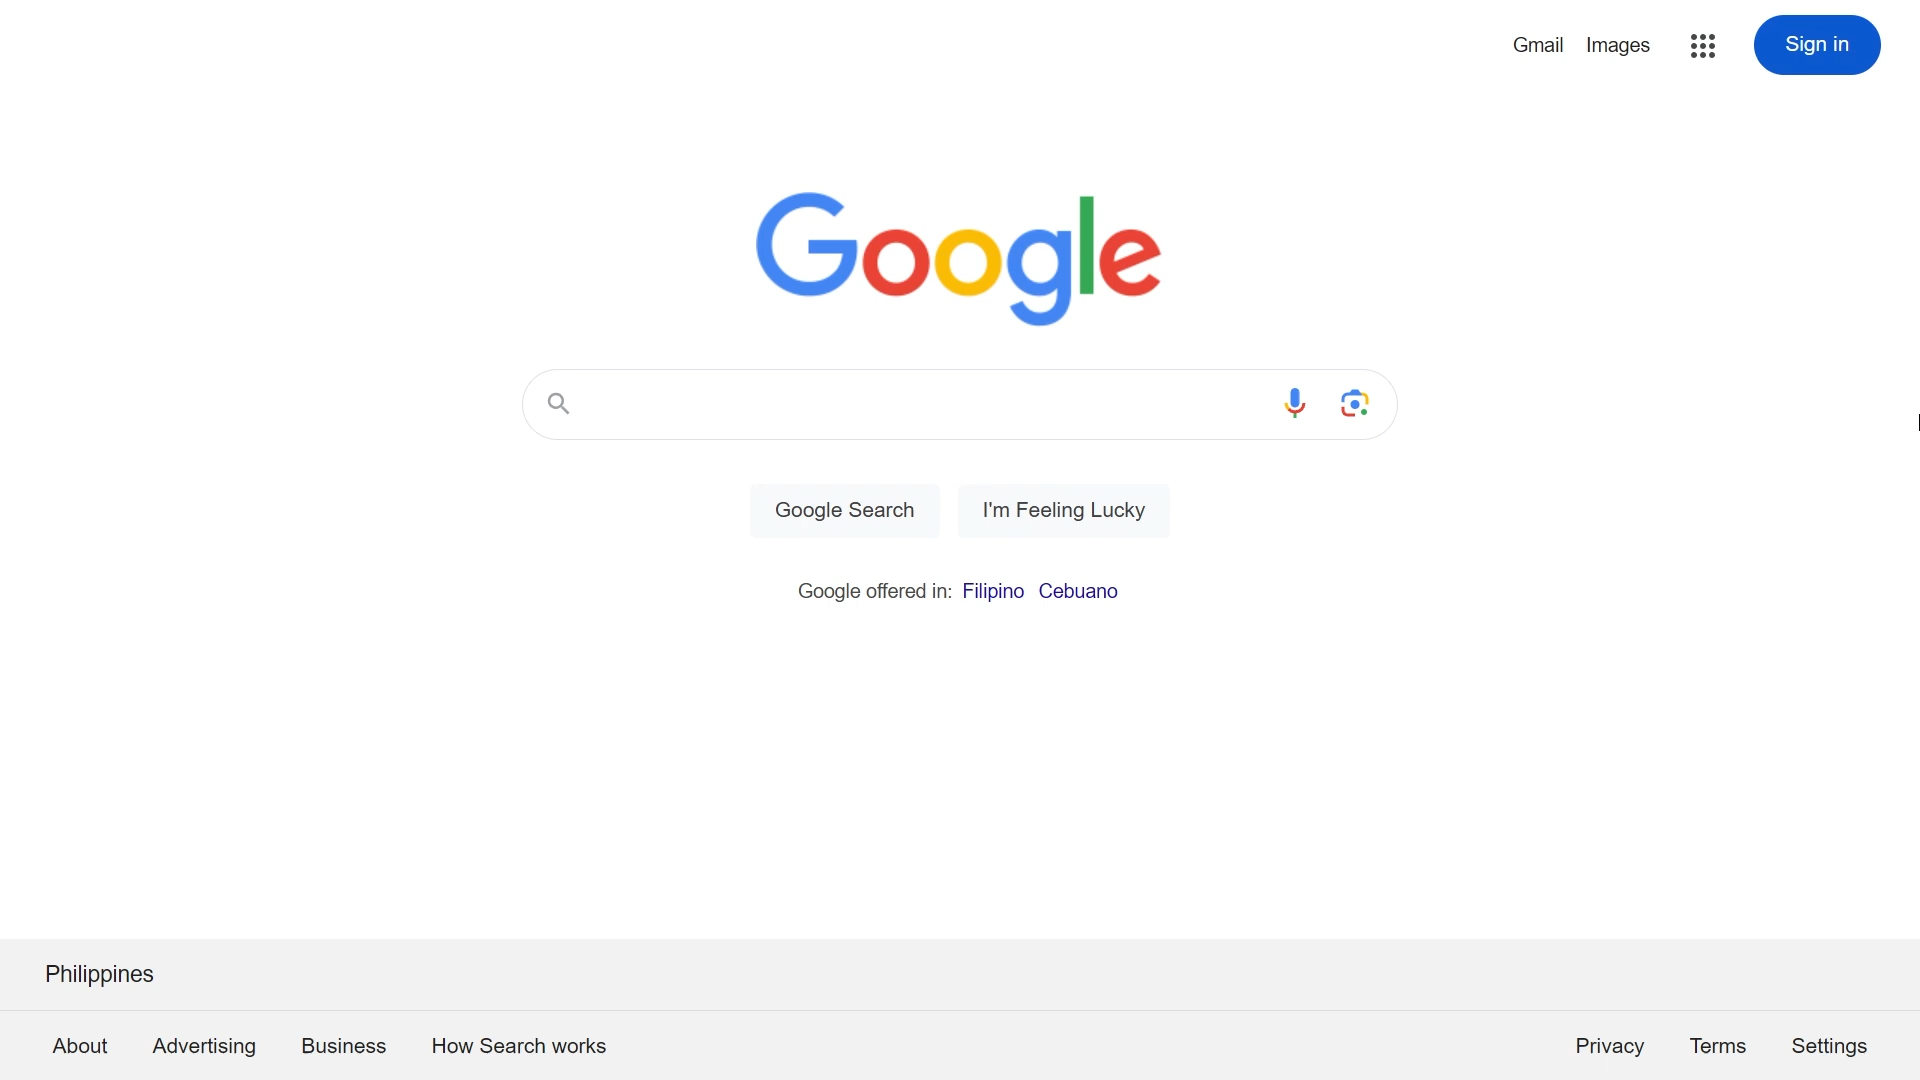 Gmail Images Sign in
Google
Google Search I'm Feeling Lucky
Google offered in: Filipino Cebuano
Philippines
About Advertising Business How Search works Privacy Terms Settings